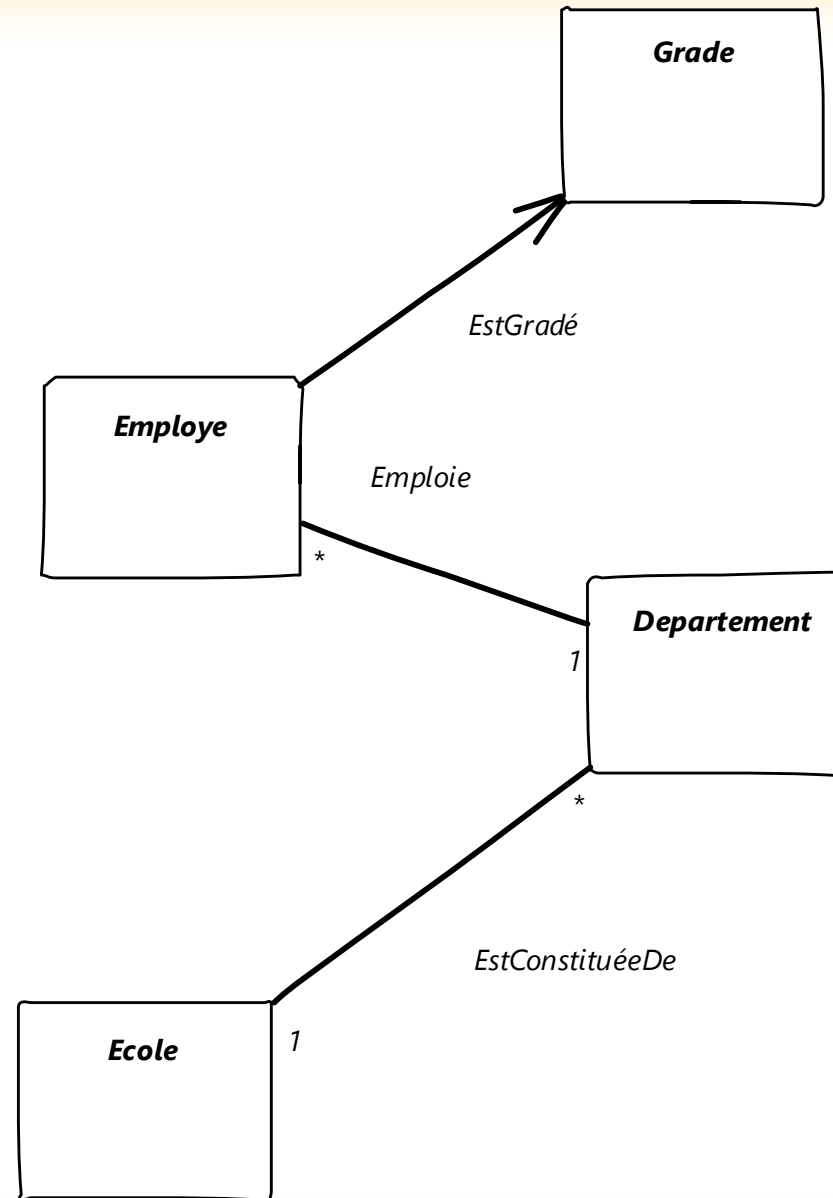 Grade
EstGradé
Employe
Emploie
*
Departement
1
*
EstConstituéeDe
Ecole
1